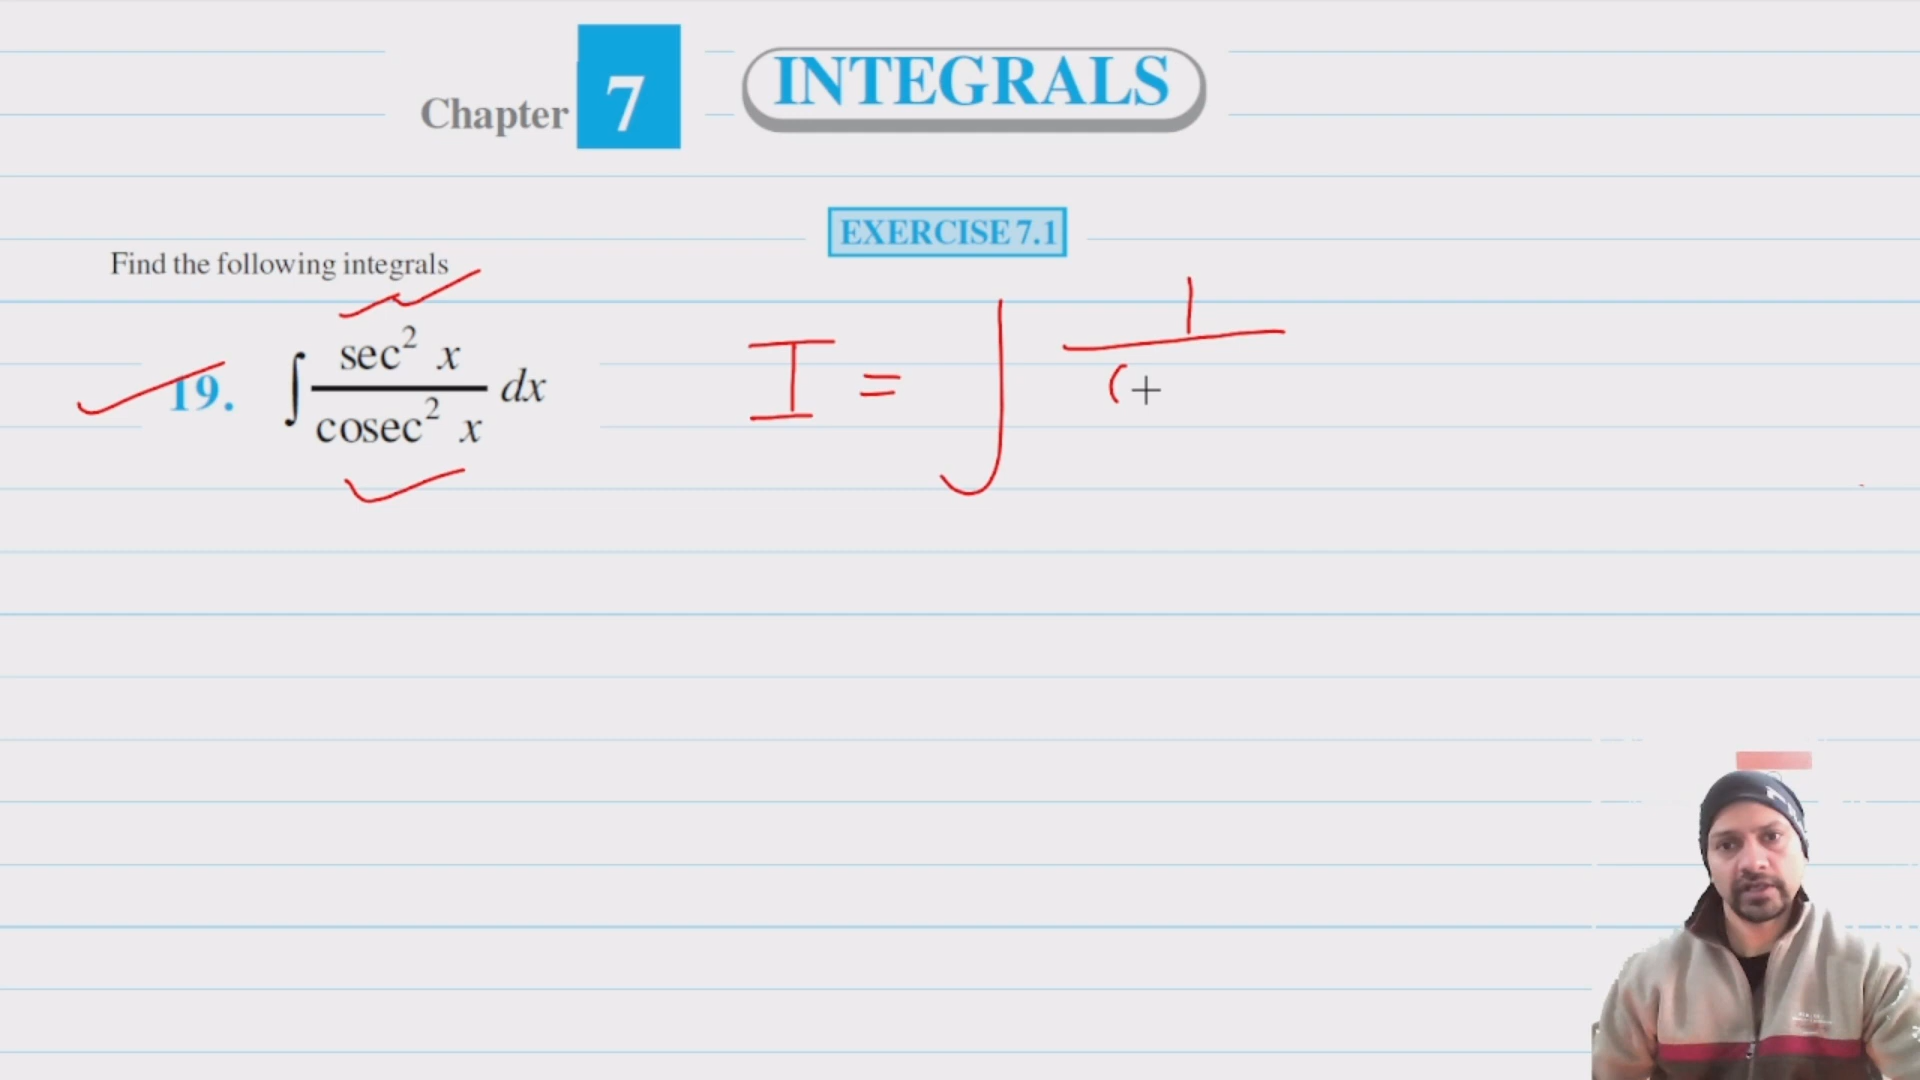 Chapter 7 INTEGRALS
EXERCISE 7.1
Find the following integrals
19. ∫ sec² x / cosec² x dx
I = ∫ 1 / (